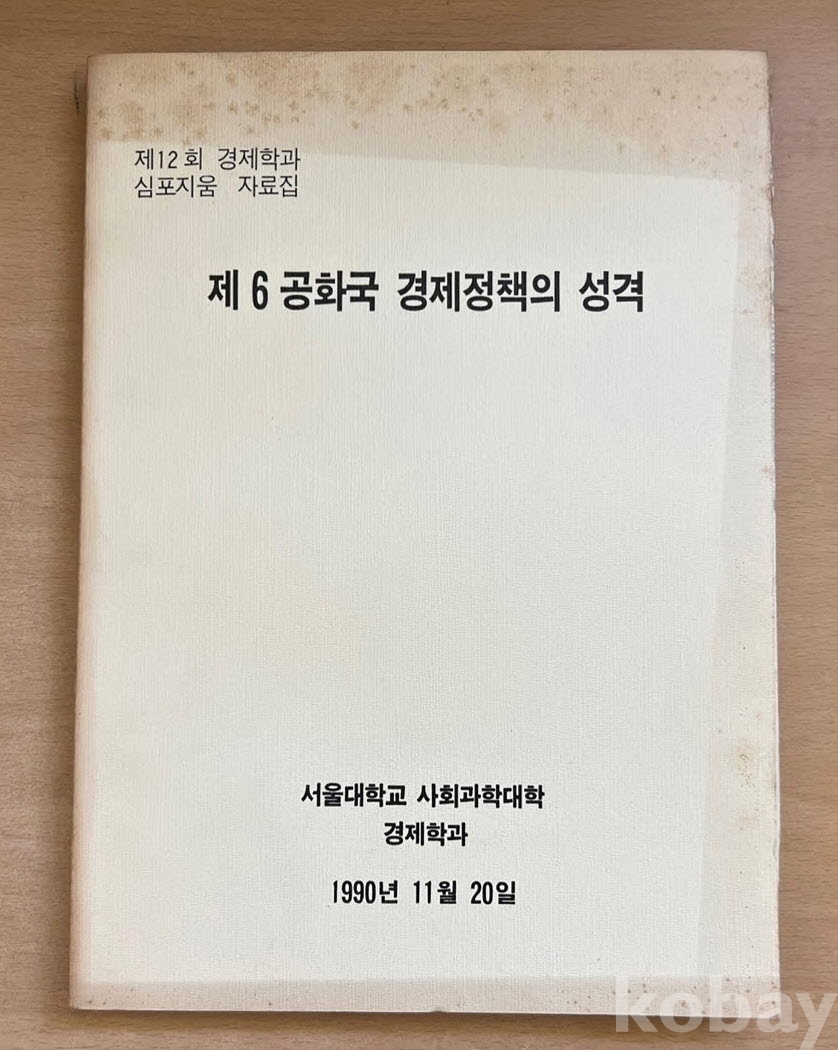 제12회 경제학과
심포지움 자료집
제 6 공화국 경제정책의 성격
서울대학교 사회과학대학
경제학과
1990년 11월 20일
kobay